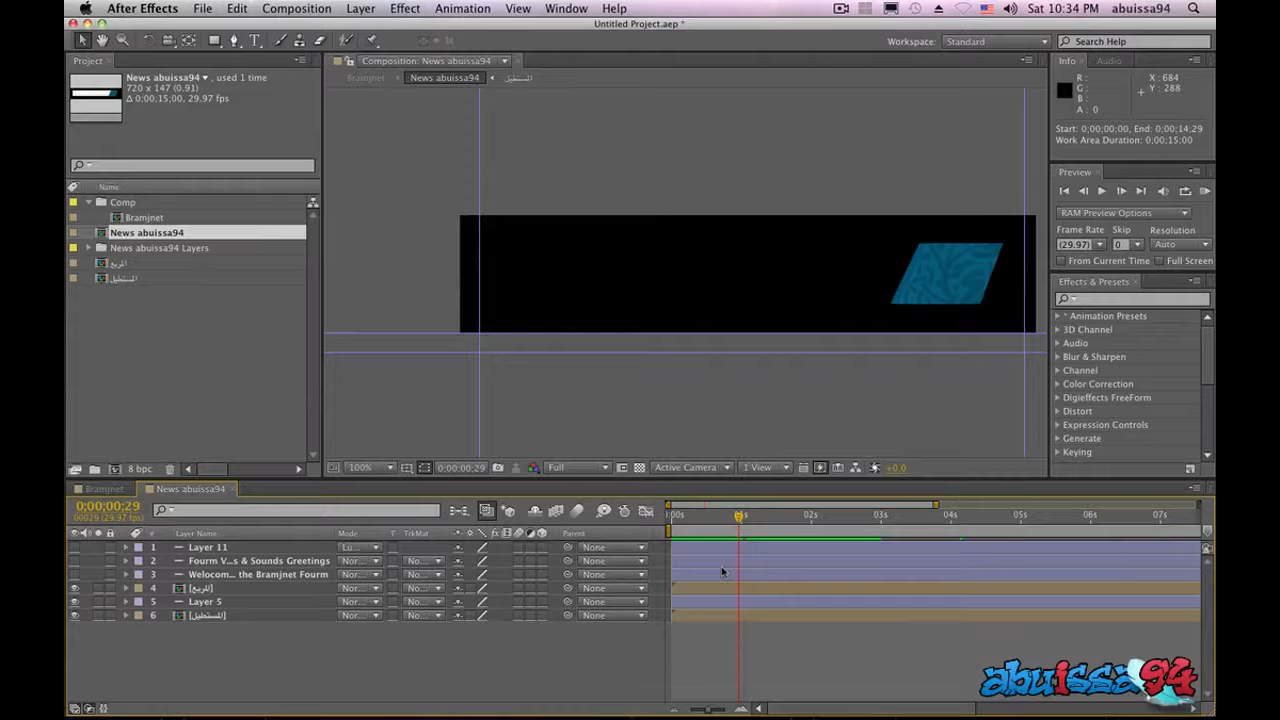 After Effects File Edit Composition Layer Effect Animation View Window Help Sat 10:34 PM abuissa94
Untitled Project.aep *
Workspace: Standard Search Help
Project
News abuissa94 , used 1 time
720 x 147 (0.91)
Δ 0;00;15;00, 29.97 fps
Name
Comp
Bramjnet
News abuissa94
News abuissa94 Layers
المربع
المستطيل
8 bpc
Composition: News abuissa94
Bramjnet News abuissa94 المستطيل
100% 0;00;00;29 Full Active Camera 1 View +0.0
Info Audio
R :
G :
B :
A : 0
X : 684
Y : 288
Start: 0;00;00;00, End: 0;00;14;29
Work Area Duration: 0;00;15;00
Preview
RAM Preview Options
Frame Rate Skip Resolution
(29.97) 0 Auto
From Current Time Full Screen
Effects & Presets
* Animation Presets
3D Channel
Audio
Blur & Sharpen
Channel
Color Correction
Digieffects FreeForm
Distort
Expression Controls
Generate
Keying
Bramjnet News abuissa94
0;00;00;29
00029 (29.97 fps)
:00s 02s 03s 04s 05s 06s 07s
# Layer Name Mode T TrkMat Parent
1 Layer 11 Lu... None
2 Fourm V...s & Sounds Greetings Nor... No... None
3 Welocom... the Bramjnet Fourm Nor... No... None
4 [المربع] Nor... No... None
5 Layer 5 Nor... No... None
6 [المستطيل] Nor... No... None
abuissa94